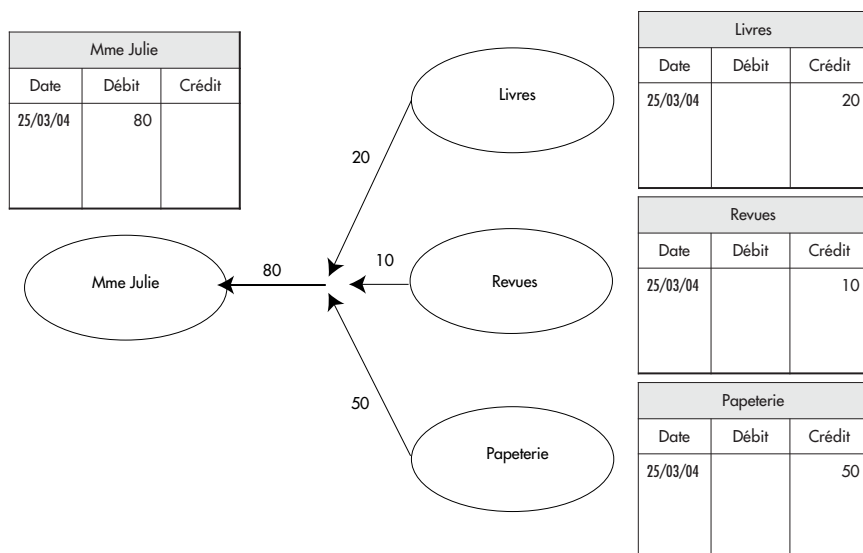 Mme Julie
Date Débit Crédit
25/03/04 80
Livres
Date Débit Crédit
25/03/04 20
Livres
20
Revues
Date Débit Crédit
25/03/04 10
Mme Julie
80
10
Revues
50
Papeterie
Papeterie
Date Débit Crédit
25/03/04 50